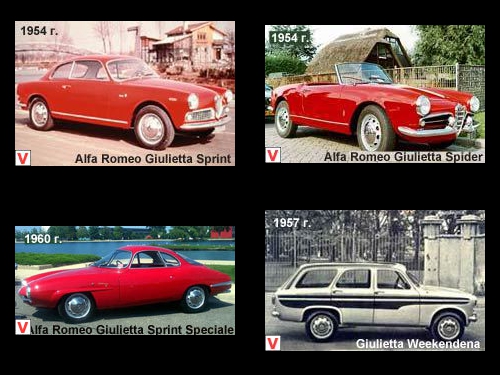 1954 г.
V
Alfa Romeo Giulietta Sprint
1954 г.
V
Alfa Romeo Giulietta Spider
1960 г.
V
Alfa Romeo Giulietta Sprint Speciale
1957 г.
V
Giulietta Weekendena